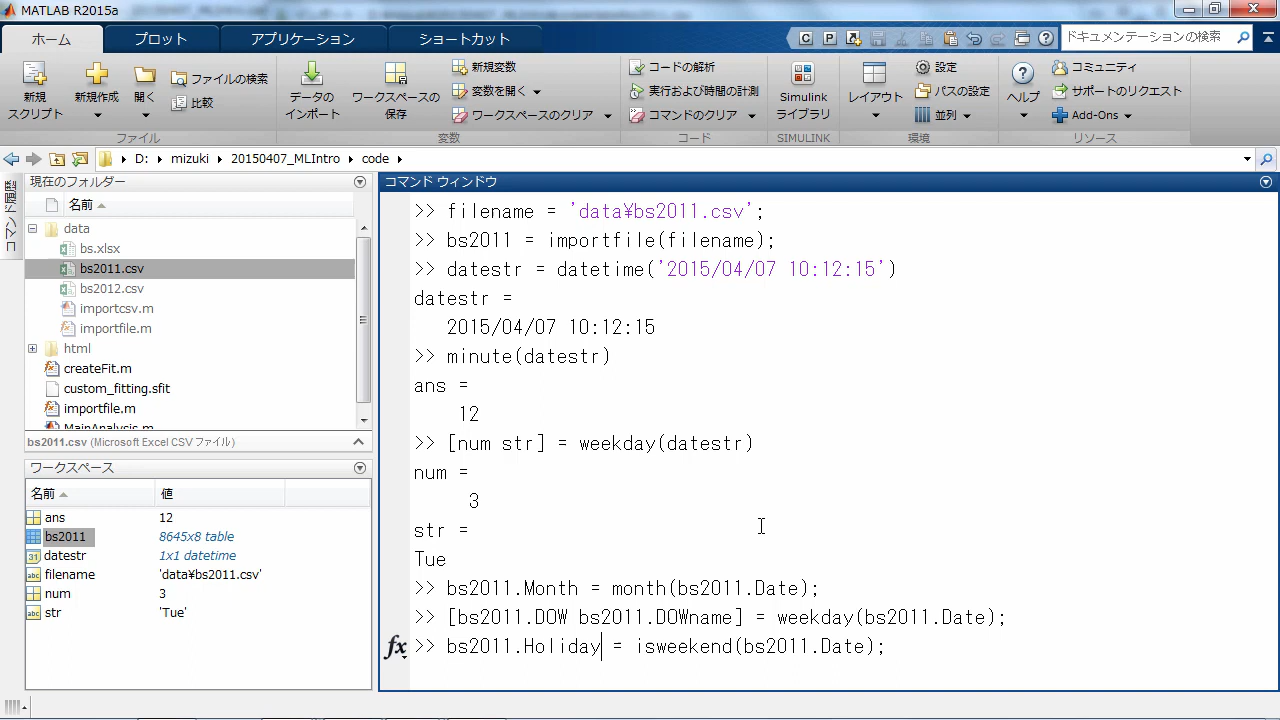 MATLAB R2015a
ホーム
プロット
アプリケーション
ショートカット
ドキュメンテーションの検索
新規
スクリプト
新規作成
開く
ファイルの検索
比較
データの
インポート
ワークスペースの
保存
新規変数
変数を開く
ワークスペースのクリア
コードの解析
実行および時間の計測
コマンドのクリア
Simulink
ライブラリ
レイアウト
設定
パスの設定
並列
ヘルプ
コミュニティ
サポートのリクエスト
Add-Ons
ファイル
変数
コード
SIMULINK
環境
リソース
D: ▸ mizuki ▸ 20150407_MLIntro ▸ code ▸
現在のフォルダー
名前
data
bs.xlsx
bs2011.csv
bs2012.csv
importcsv.m
importfile.m
html
createFit.m
custom_fitting.sfit
importfile.m
MainAnalysis.m
bs2011.csv (Microsoft Excel CSV ファイル)
ワークスペース
名前 値
ans 12
bs2011 8645x8 table
datestr 1x1 datetime
filename 'data¥bs2011.csv'
num 3
str 'Tue'
コマンド ウィンドウ
>> filename = 'data¥bs2011.csv';
>> bs2011 = importfile(filename);
>> datestr = datetime('2015/04/07 10:12:15')
datestr =
2015/04/07 10:12:15
>> minute(datestr)
ans =
12
>> [num str] = weekday(datestr)
num =
3
str =
Tue
>> bs2011.Month = month(bs2011.Date);
>> [bs2011.DOW bs2011.DOWname] = weekday(bs2011.Date);
fx >> bs2011.Holiday = isweekend(bs2011.Date);